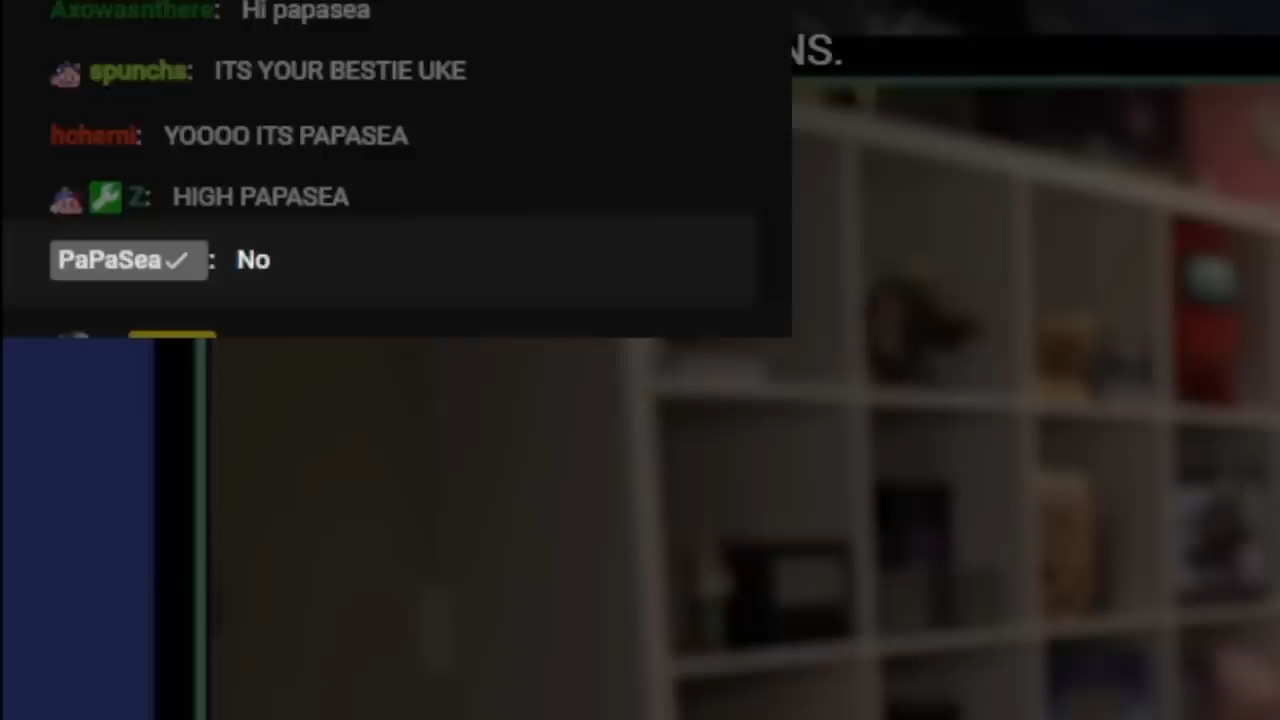 Axowasnthere: Hi papasea
NS.
spunchs: ITS YOUR BESTIE UKE
hchemi: YOOOO ITS PAPASEA
Z: HIGH PAPASEA
PaPaSea: No